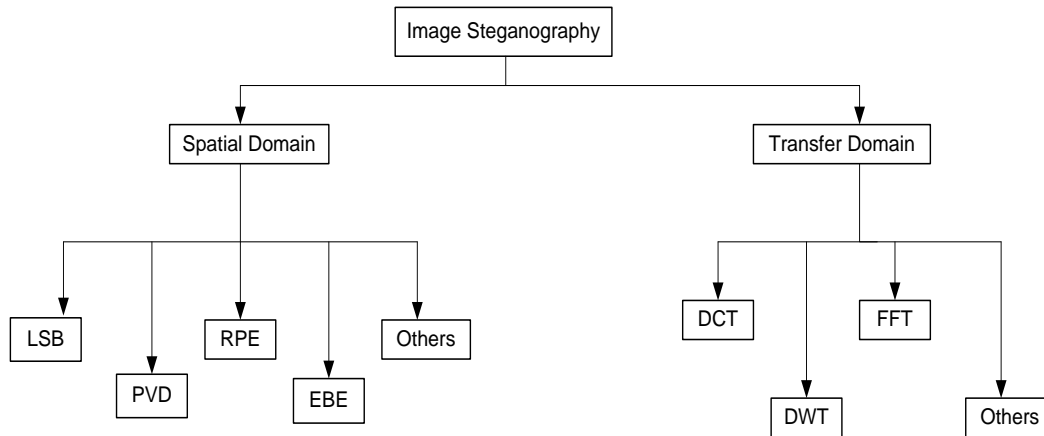 Image Steganography
Spatial Domain
Transfer Domain
LSB
PVD
RPE
EBE
Others
DCT
DWT
FFT
Others